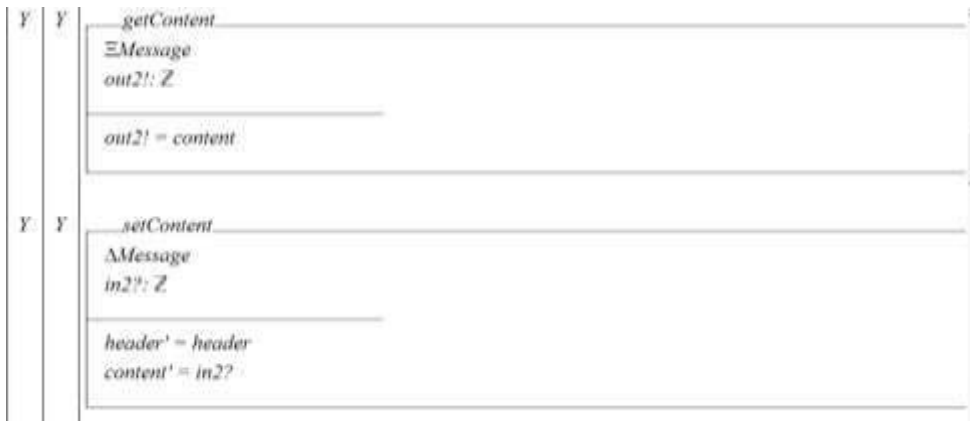 Y Y getContent
ΞMessage
out2!: ℤ
out2! = content
Y Y setContent
ΔMessage
in2?: ℤ
header' = header
content' = in2?